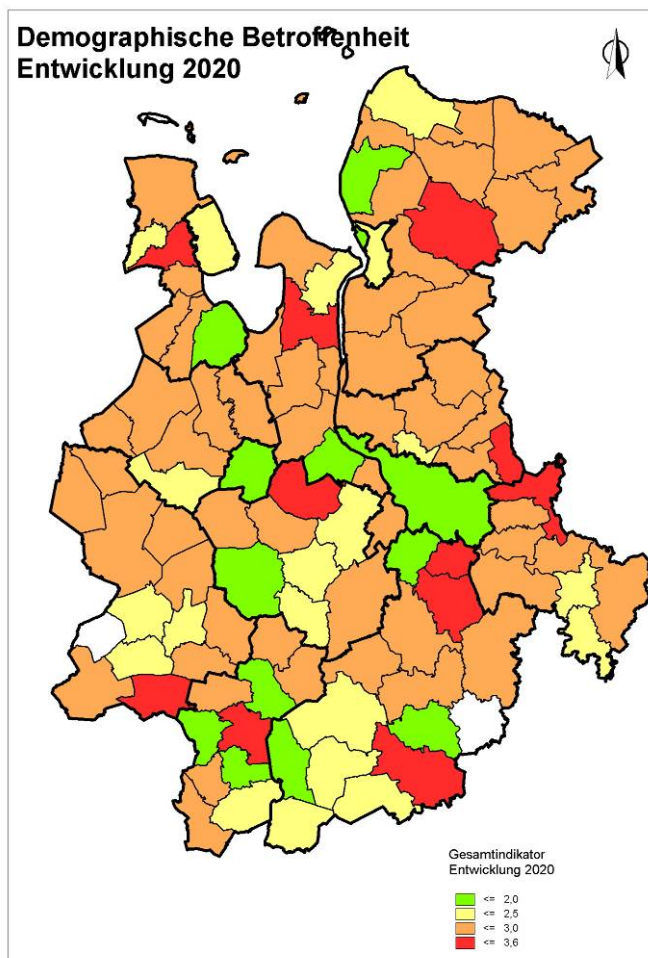 Demographische Betroffenheit
Entwicklung 2020
Gesamtindikator
Entwicklung 2020
<= 2,0
<= 2,5
<= 3,0
<= 3,6